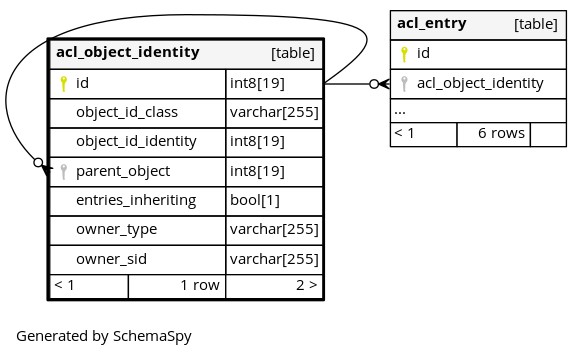 acl_object_identity [table]
id int8[19]
object_id_class varchar[255]
object_id_identity int8[19]
parent_object int8[19]
entries_inheriting bool[1]
owner_type varchar[255]
owner_sid varchar[255]
< 1 1 row 2 >
acl_entry [table]
id
acl_object_identity
...
< 1 6 rows
Generated by SchemaSpy